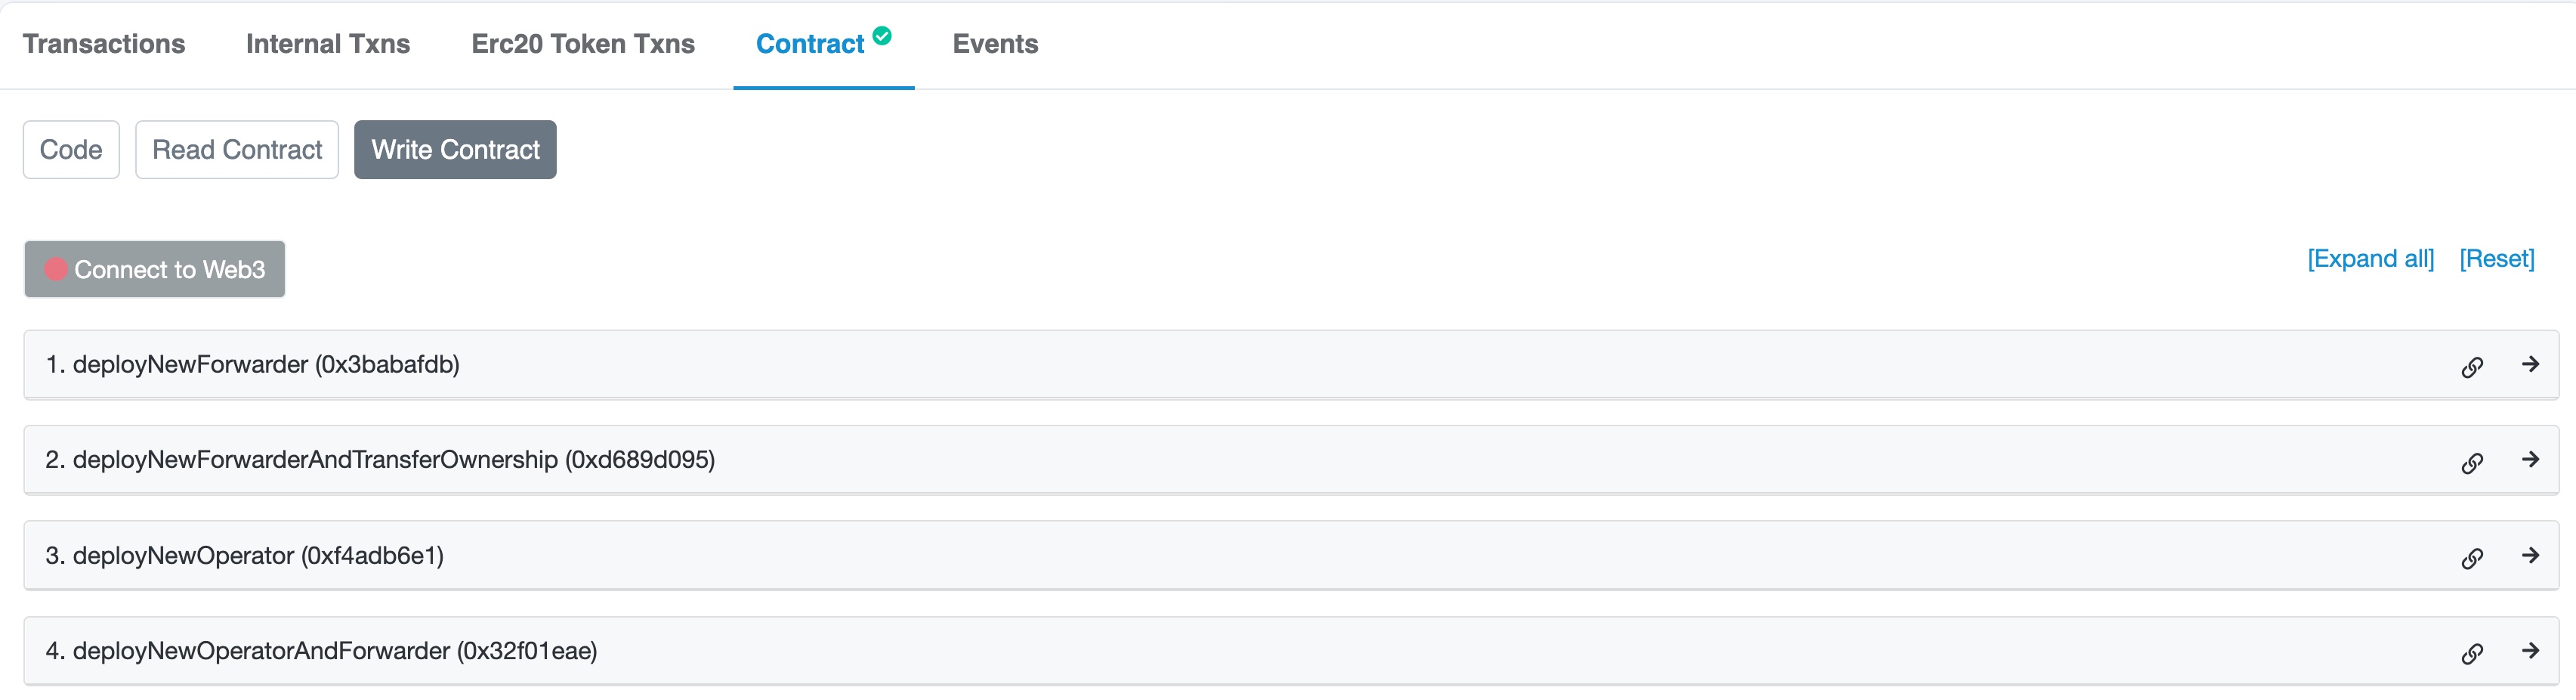 Transactions Internal Txns Erc20 Token Txns Contract Events
Code Read Contract Write Contract
Connect to Web3 [Expand all] [Reset]
1. deployNewForwarder (0x3babafdb)
2. deployNewForwarderAndTransferOwnership (0xd689d095)
3. deployNewOperator (0xf4adb6e1)
4. deployNewOperatorAndForwarder (0x32f01eae)